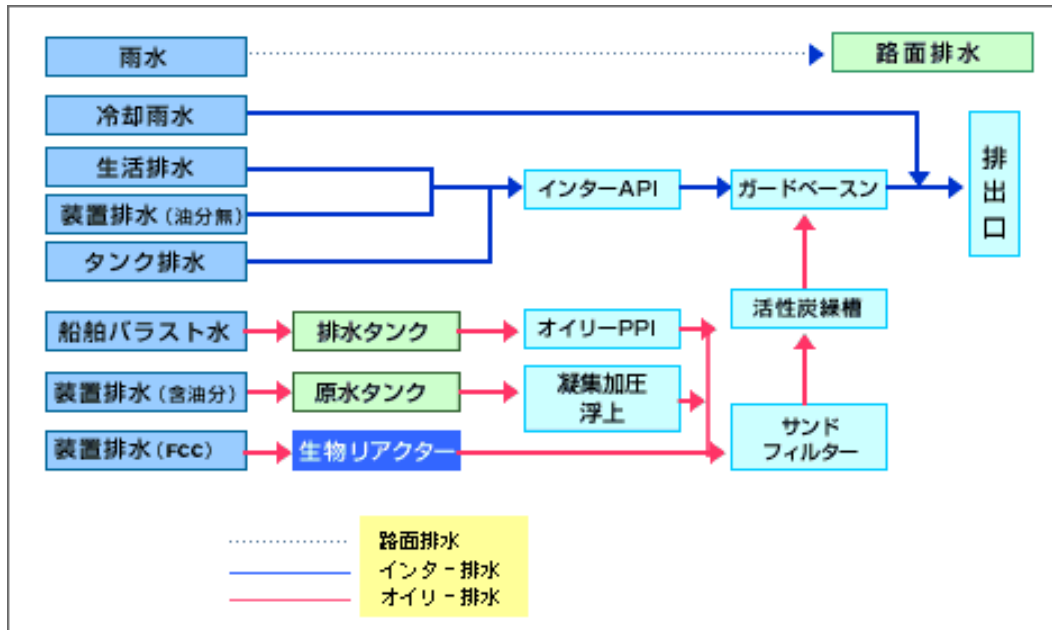 雨水
路面排水
冷却雨水
生活排水
装置排水(油分無)
タンク排水
インターAPI
ガードベースン
排出口
船舶バラスト水
排水タンク
オイリーPPI
活性炭繰槽
装置排水(含油分)
原水タンク
凝集加圧
浮上
装置排水(FCC)
生物リアクター
サンド
フィルター
路面排水
インター排水
オイリー排水